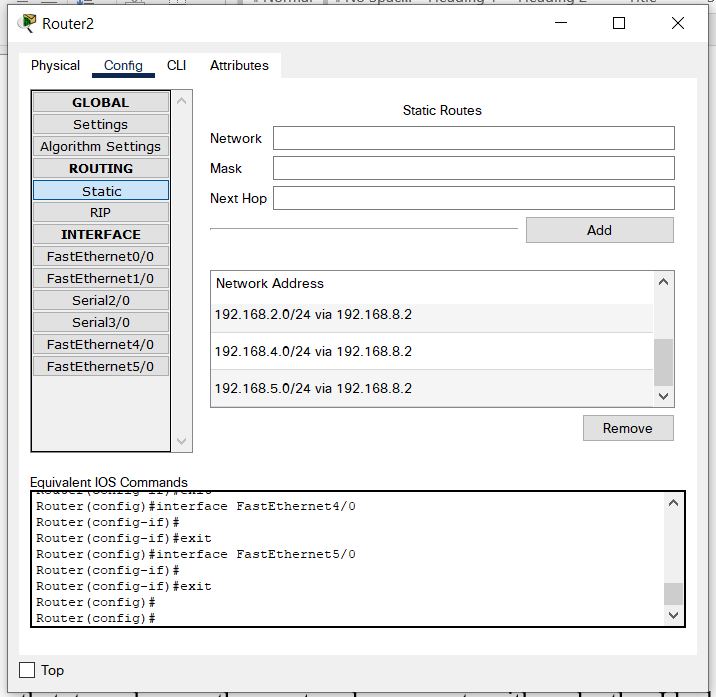 Router2
Physical Config CLI Attributes
GLOBAL
Settings
Algorithm Settings
ROUTING
Static
RIP
INTERFACE
FastEthernet0/0
FastEthernet1/0
Serial2/0
Serial3/0
FastEthernet4/0
FastEthernet5/0
Static Routes
Network
Mask
Next Hop
Add
Network Address
192.168.2.0/24 via 192.168.8.2
192.168.4.0/24 via 192.168.8.2
192.168.5.0/24 via 192.168.8.2
Remove
Equivalent IOS Commands
Router(config-if)#exit
Router(config)#interface FastEthernet4/0
Router(config-if)#
Router(config-if)#exit
Router(config)#interface FastEthernet5/0
Router(config-if)#
Router(config-if)#exit
Router(config)#
Router(config)#
Top